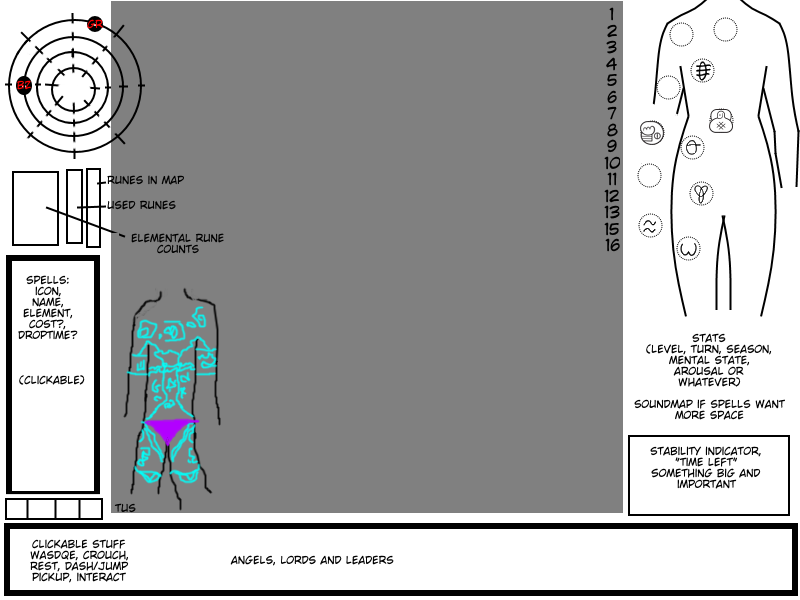 1
2
3
4
5
6
7
8
9
10
11
12
13
15
16
RUNES IN MAP
USED RUNES
ELEMENTAL RUNE
COUNTS
SPELLS:
ICON,
NAME,
ELEMENT,
COST?,
DROPTIME?
(CLICKABLE)
TUS
STATS
(LEVEL, TURN, SEASON,
MENTAL STATE,
AROUSAL OR
WHATEVER)
SOUNDMAP IF SPELLS WANT
MORE SPACE
STABILITY INDICATOR,
"TIME LEFT"
SOMETHING BIG AND
IMPORTANT
CLICKABLE STUFF
WASDQE, CROUCH,
REST, DASH/JUMP
PICKUP, INTERACT
ANGELS, LORDS AND LEADERS